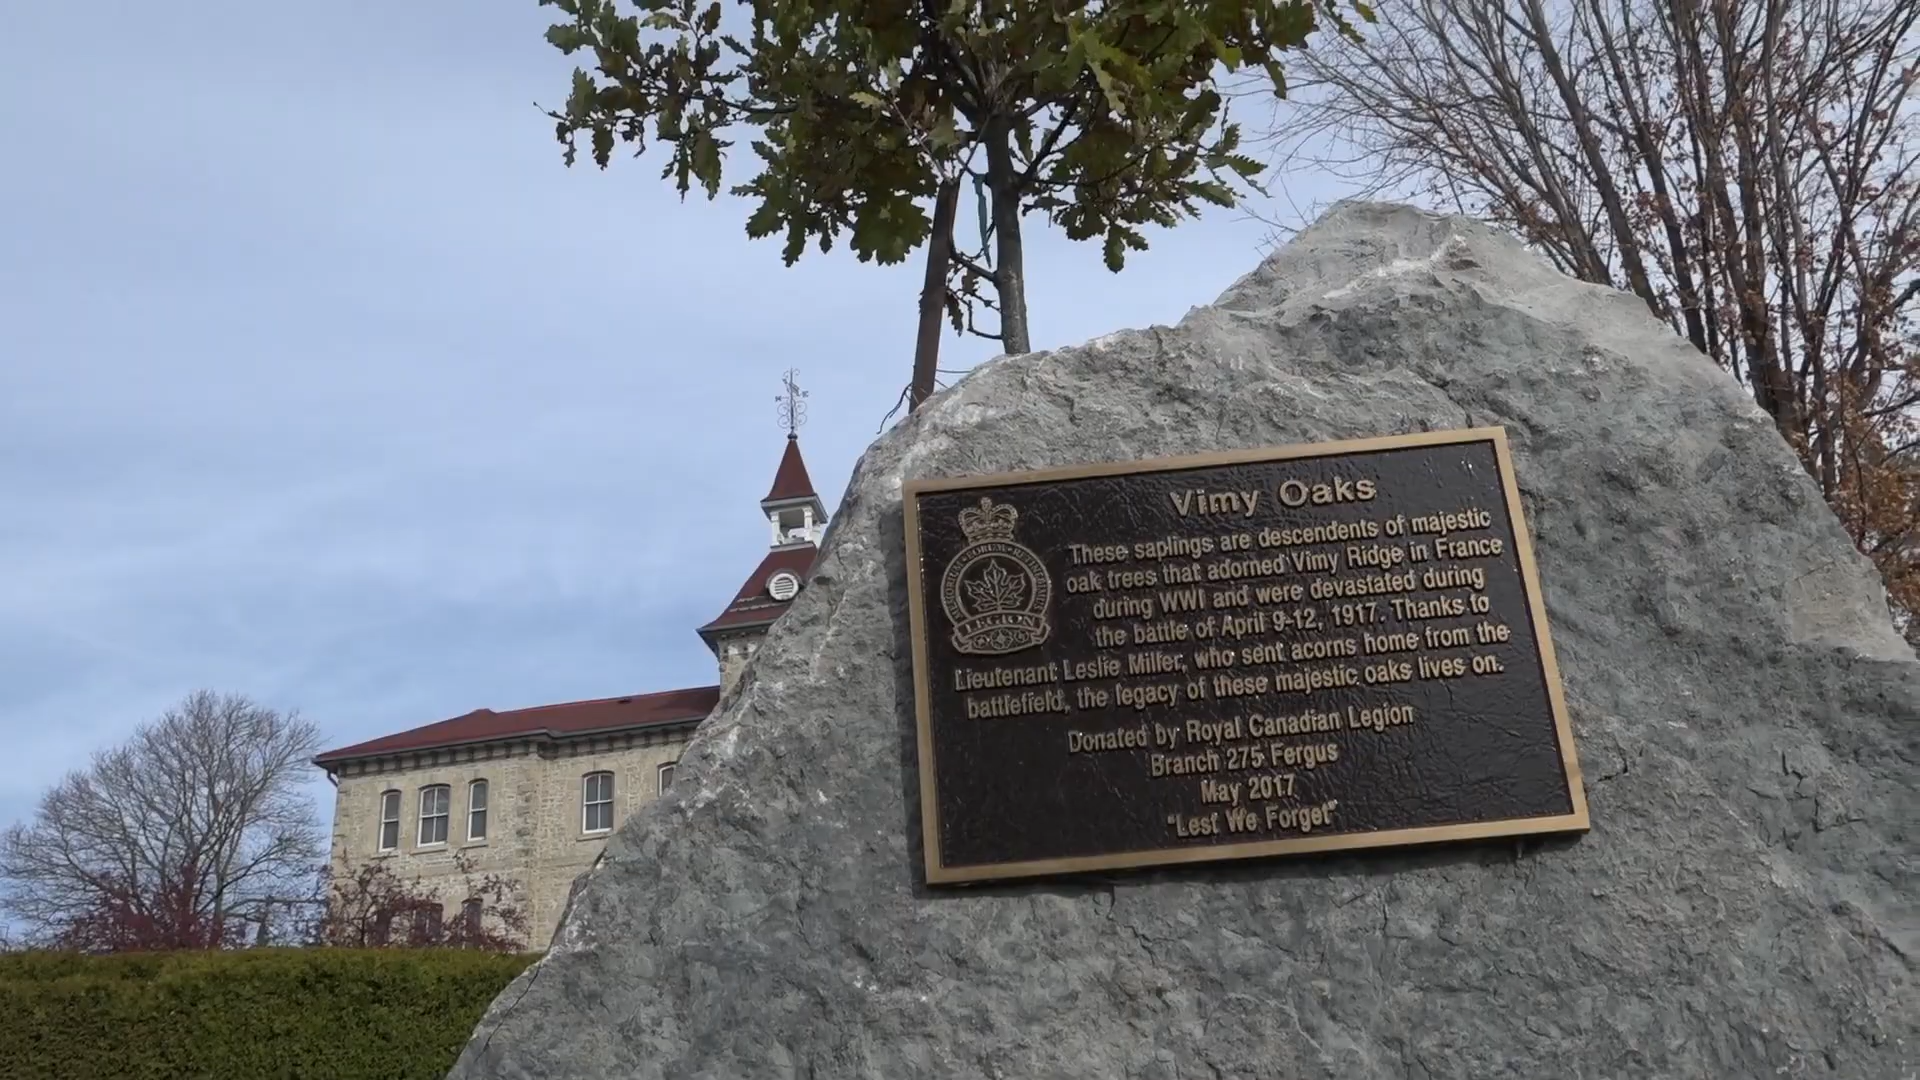 Vimy Oaks
These saplings are descendents of majestic
oak trees that adorned Vimy Ridge in France
during WWI and were devastated during
the battle of April 9-12, 1917. Thanks to
Lieutenant Leslie Miller, who sent acorns home from the
battlefield, the legacy of these majestic oaks lives on.
Donated by Royal Canadian Legion
Branch 275 Fergus
May 2017
"Lest We Forget"
LEGION